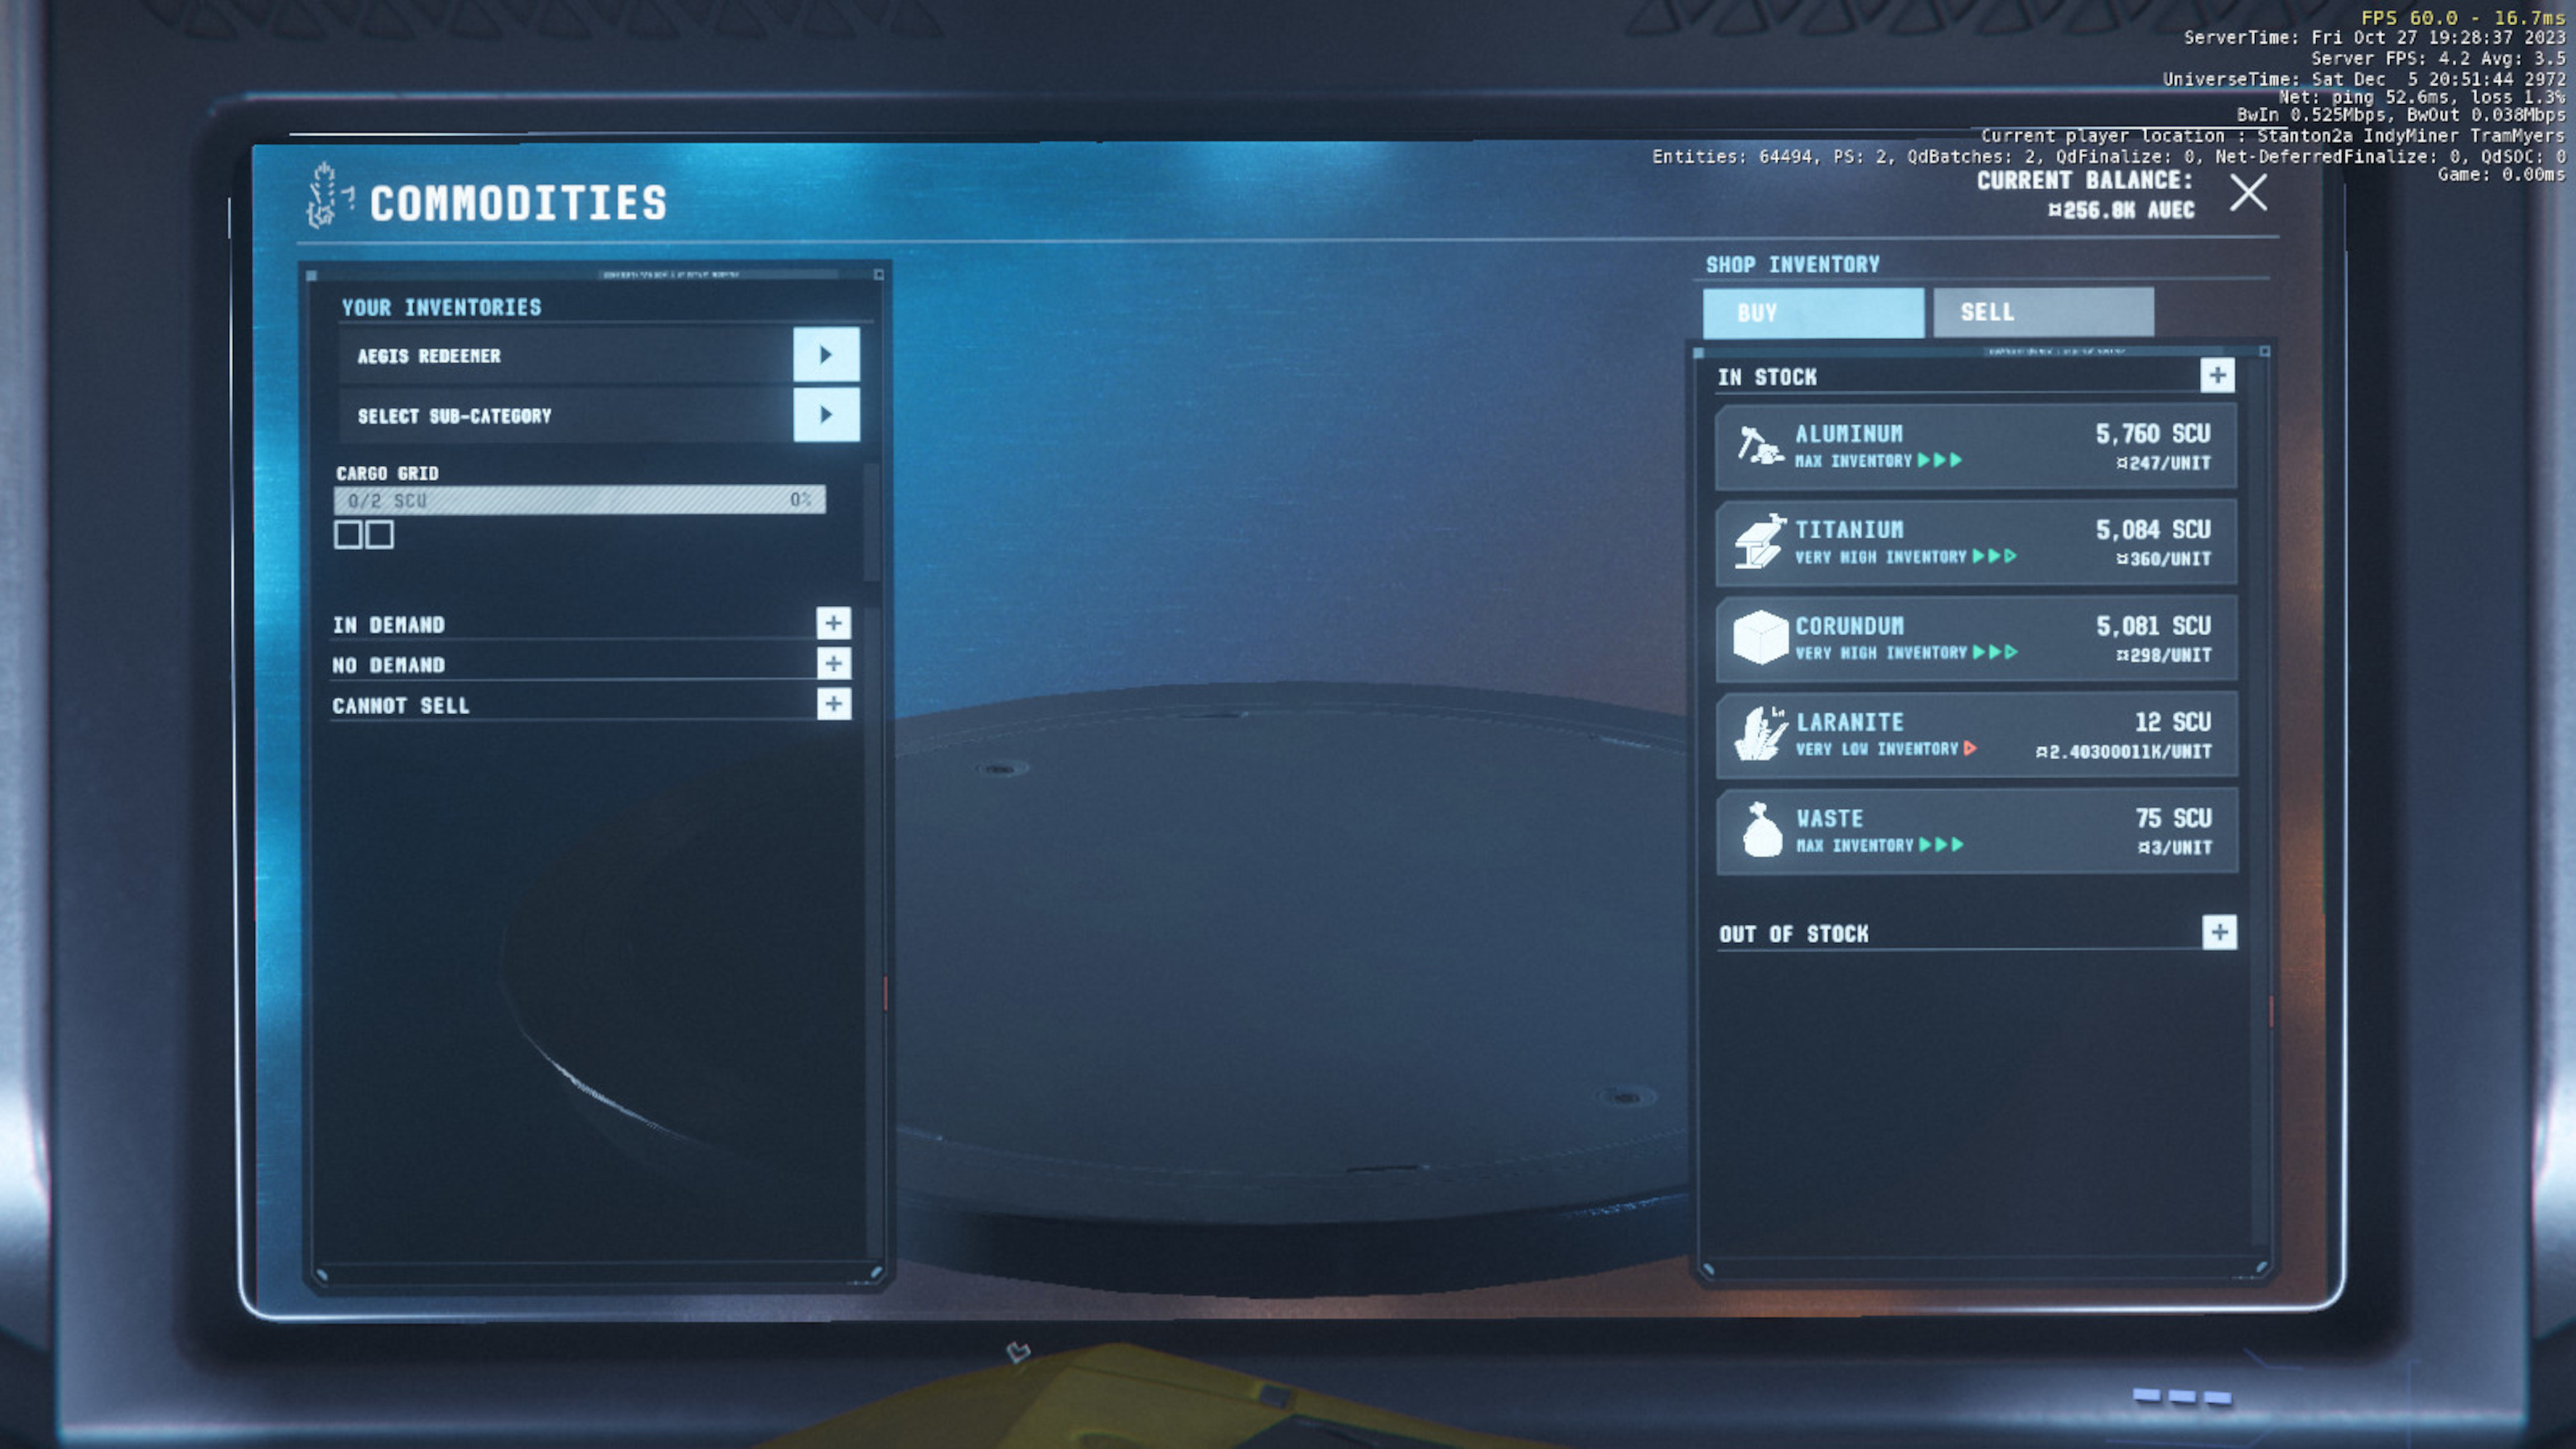 FPS 60.0 - 16.7ms
ServerTime: Fri Oct 27 19:28:37 2023
Server FPS: 4.2 Avg: 3.5
UniverseTime: Sat Dec 5 20:51:44 2972
Net: ping 52.6ms, loss 1.3%
BwIn 0.525Mbps, BwOut 0.038Mbps
Current player location : Stanton2a IndyMiner TramMyers
Entities: 64494, PS: 2, QdBatches: 2, QdFinalize: 0, Net-DeferredFinalize: 0, QdSOC: 0
Game: 0.00ms
COMMODITIES
CURRENT BALANCE:
¤256.8K AUEC
YOUR INVENTORIES
AEGIS REDEEMER
SELECT SUB-CATEGORY
CARGO GRID
0/2 SCU 0%
IN DEMAND
NO DEMAND
CANNOT SELL
SHOP INVENTORY
BUY SELL
IN STOCK
ALUMINUM 5,760 SCU
MAX INVENTORY ¤247/UNIT
TITANIUM 5,084 SCU
VERY HIGH INVENTORY ¤360/UNIT
CORUNDUM 5,081 SCU
VERY HIGH INVENTORY ¤298/UNIT
LARANITE 12 SCU
VERY LOW INVENTORY ¤2.40300011K/UNIT
WASTE 75 SCU
MAX INVENTORY ¤3/UNIT
OUT OF STOCK